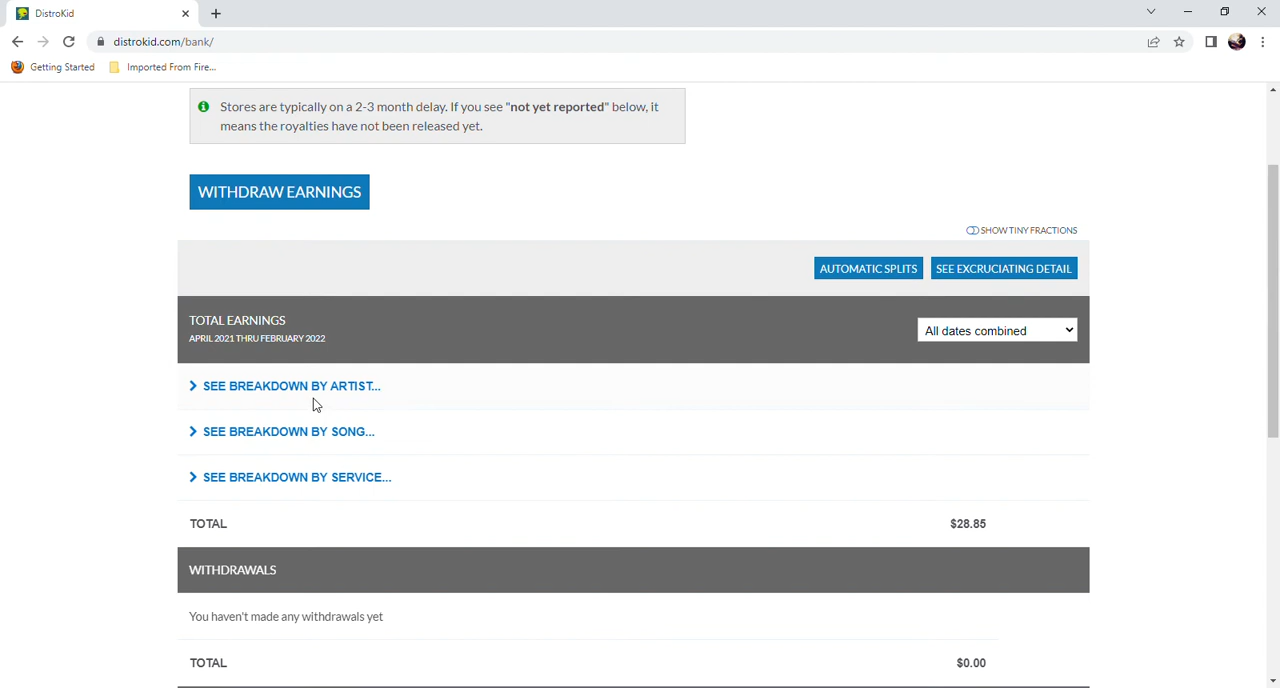 DistroKid
distrokid.com/bank/
Getting Started
Imported From Fire...
Stores are typically on a 2-3 month delay. If you see "not yet reported" below, it
means the royalties have not been released yet.
WITHDRAW EARNINGS
SHOW TINY FRACTIONS
AUTOMATIC SPLITS
SEE EXCRUCIATING DETAIL
TOTAL EARNINGS
APRIL 2021 THRU FEBRUARY 2022
All dates combined
SEE BREAKDOWN BY ARTIST...
SEE BREAKDOWN BY SONG...
SEE BREAKDOWN BY SERVICE...
TOTAL $28.85
WITHDRAWALS
You haven't made any withdrawals yet
TOTAL $0.00